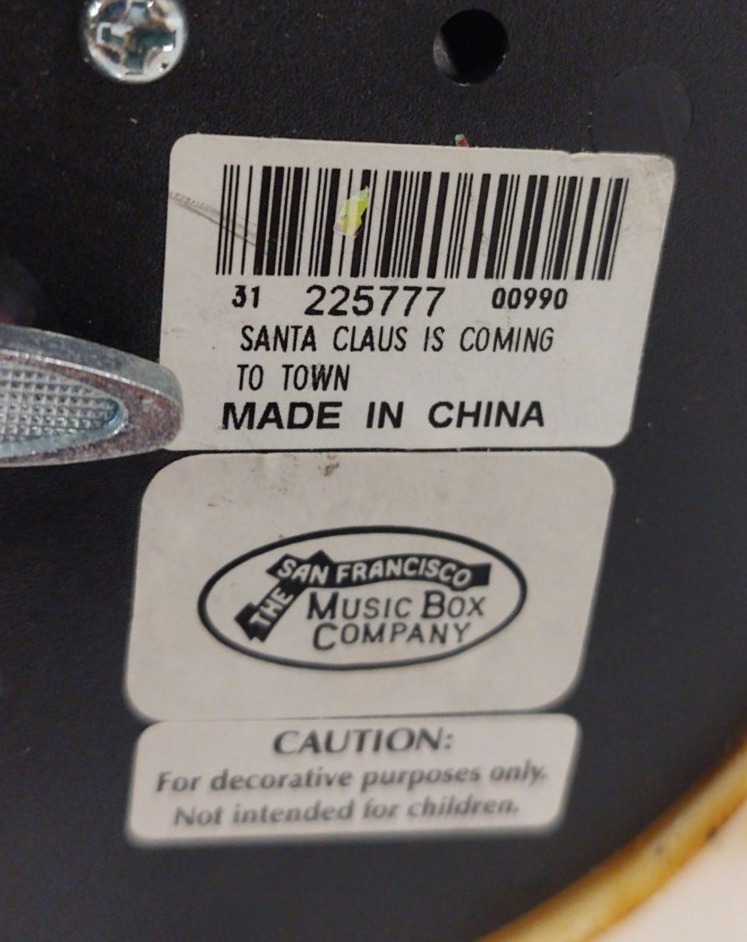 31 225777 00990
SANTA CLAUS IS COMING
TO TOWN
MADE IN CHINA
THE SAN FRANCISCO
MUSIC BOX
COMPANY
CAUTION:
For decorative purposes only.
Not intended for children.